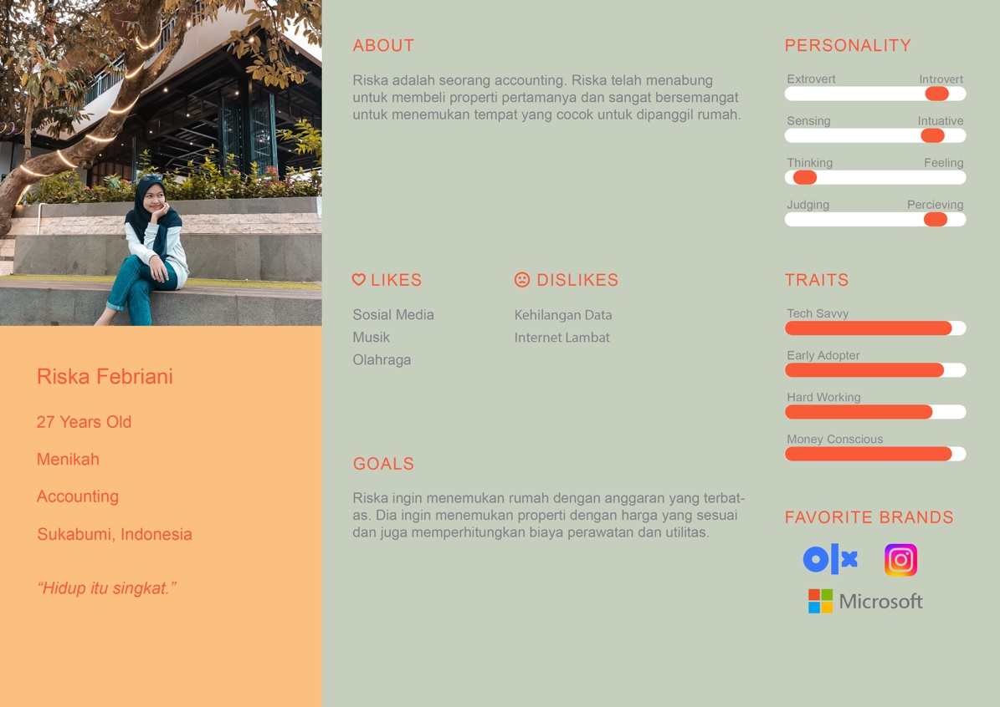 Riska Febriani
27 Years Old
Menikah
Accounting
Sukabumi, Indonesia
“Hidup itu singkat.”
ABOUT
Riska adalah seorang accounting. Riska telah menabung
untuk membeli properti pertamanya dan sangat bersemangat
untuk menemukan tempat yang cocok untuk dipanggil rumah.
LIKES
Sosial Media
Musik
Olahraga
DISLIKES
Kehilangan Data
Internet Lambat
GOALS
Riska ingin menemukan rumah dengan anggaran yang terbat-
as. Dia ingin menemukan properti dengan harga yang sesuai
dan juga memperhitungkan biaya perawatan dan utilitas.
PERSONALITY
Extrovert Introvert
Sensing Intuative
Thinking Feeling
Judging Percieving
TRAITS
Tech Savvy
Early Adopter
Hard Working
Money Conscious
FAVORITE BRANDS
olx
Microsoft